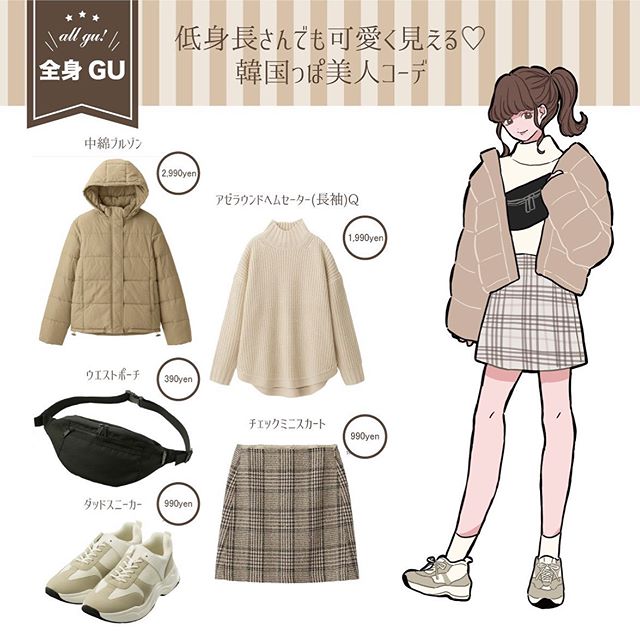 all gu!
全身 GU
低身長さんでも可愛く見える♡
韓国っぽ美人コーデ
中綿ブルゾン
2,990yen
アゼラウンドヘムセーター(長袖)Q
1,990yen
ウエストポーチ
390yen
チェックミニスカート
990yen
ダッドスニーカー
990yen